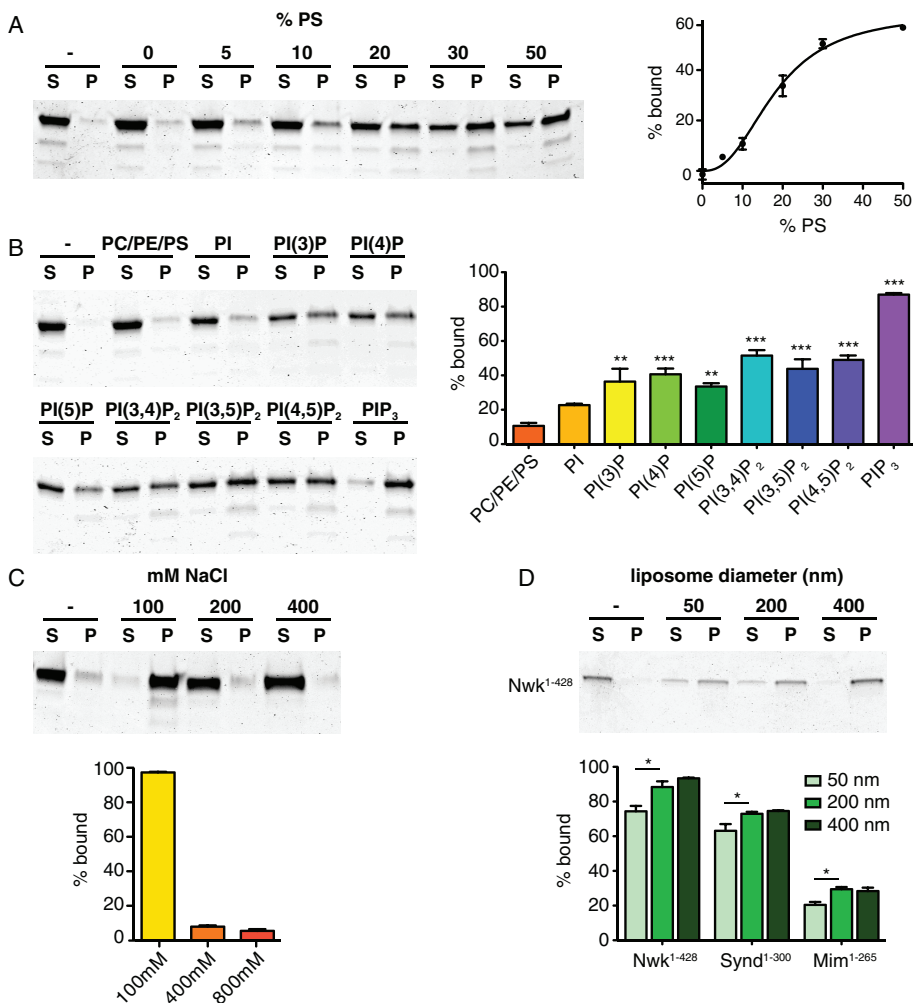 A
% PS
- 0 5 10 20 30 50
S P S P S P S P S P S P S P
% bound
60
40
20
0
10 20 30 40 50
% PS
B
- PC/PE/PS PI PI(3)P PI(4)P
S P S P S P S P S P
PI(5)P PI(3,4)P2 PI(3,5)P2 PI(4,5)P2 PIP3
S P S P S P S P S P
% bound
100
80
60
40
20
0
** *** ** *** *** *** ***
PC/PE/PS PI PI(3)P PI(4)P PI(5)P PI(3,4)P2 PI(3,5)P2 PI(4,5)P2 PIP3
C
mM NaCl
- 100 200 400
S P S P S P S P
% bound
100
80
60
40
20
0
100mM 400mM 800mM
D
liposome diameter (nm)
- 50 200 400
S P S P S P S P
Nwk1-428
% bound
100
80
60
40
20
0
* * *
50 nm
200 nm
400 nm
Nwk1-428 Synd1-300 Mim1-265